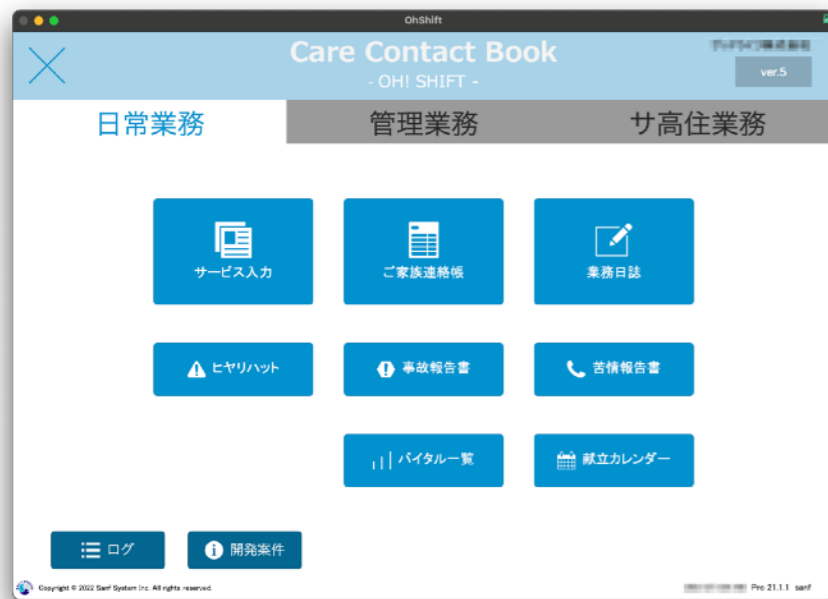 OhShift
Care Contact Book
- OH! SHIFT -
ver.5
日常業務
管理業務
サ高住業務
サービス入力
ご家族連絡帳
業務日誌
ヒヤリハット
事故報告書
苦情報告書
バイタル一覧
献立カレンダー
ログ
開発案件
Copyright © 2022 Sanf System Inc. All rights reserved.
Pro 21.1.1 sanf